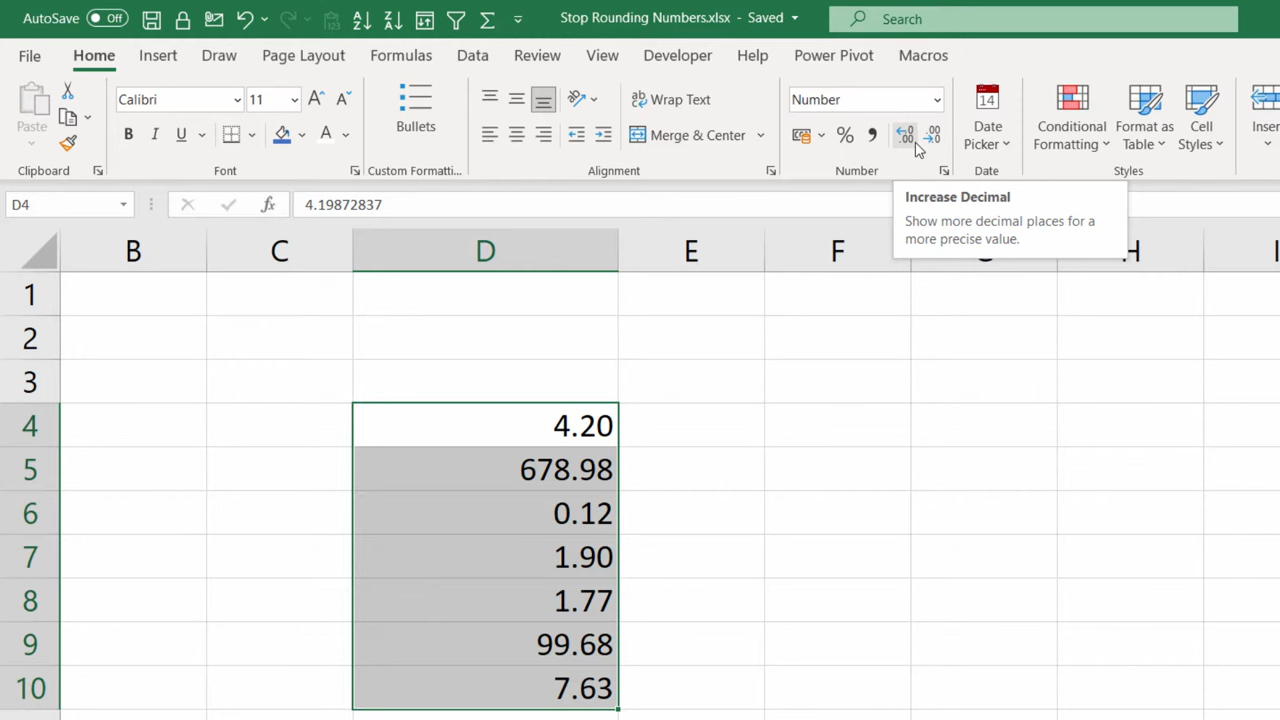 AutoSave Off Stop Rounding Numbers.xlsx - Saved Search
File Home Insert Draw Page Layout Formulas Data Review View Developer Help Power Pivot Macros
Calibri 11 Wrap Text Number
Paste B I U A Bullets Merge & Center % Date Picker Conditional Formatting Format as Table Cell Styles Inser
Clipboard Font Custom Formatti... Alignment Number Date Styles
D4 fx 4.19872837
Increase Decimal
Show more decimal places for a
more precise value.
B C D E F G H I
1
2
3
4 4.20
5 678.98
6 0.12
7 1.90
8 1.77
9 99.68
10 7.63